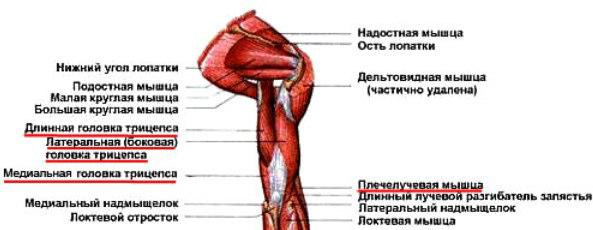 Надостная мышца
Ость лопатки
Нижний угол лопатки
Подостная мышца
Малая круглая мышца
Большая круглая мышца
Дельтовидная мышца
(частично удалена)
Длинная головка трицепса
Латеральная (боковая)
головка трицепса
Медиальная головка трицепса
Медиальный надмыщелок
Локтевой отросток
Плечелучевая мышца
Длинный лучевой разгибатель запястья
Латеральный надмыщелок
Локтевая мышца